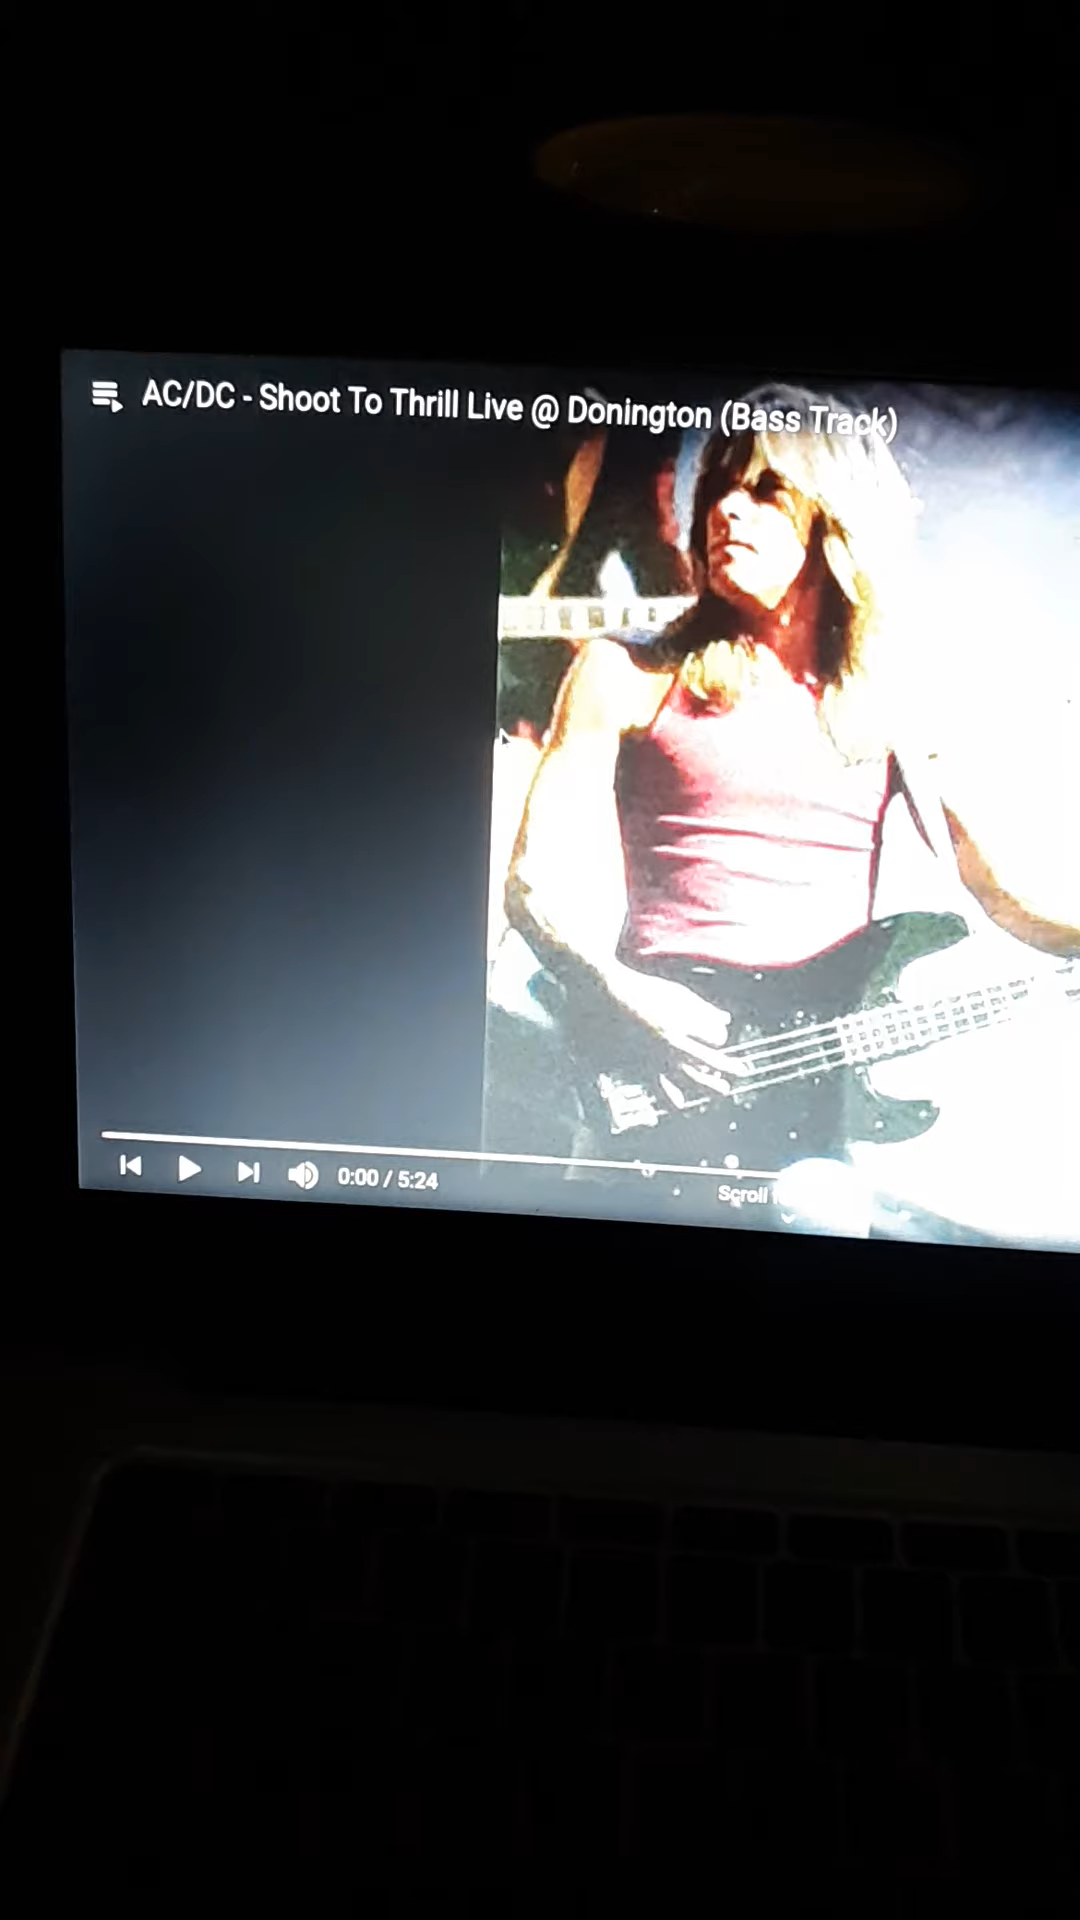 AC/DC - Shoot To Thrill Live @ Donington (Bass Track)
0:00 / 5:24
Scroll